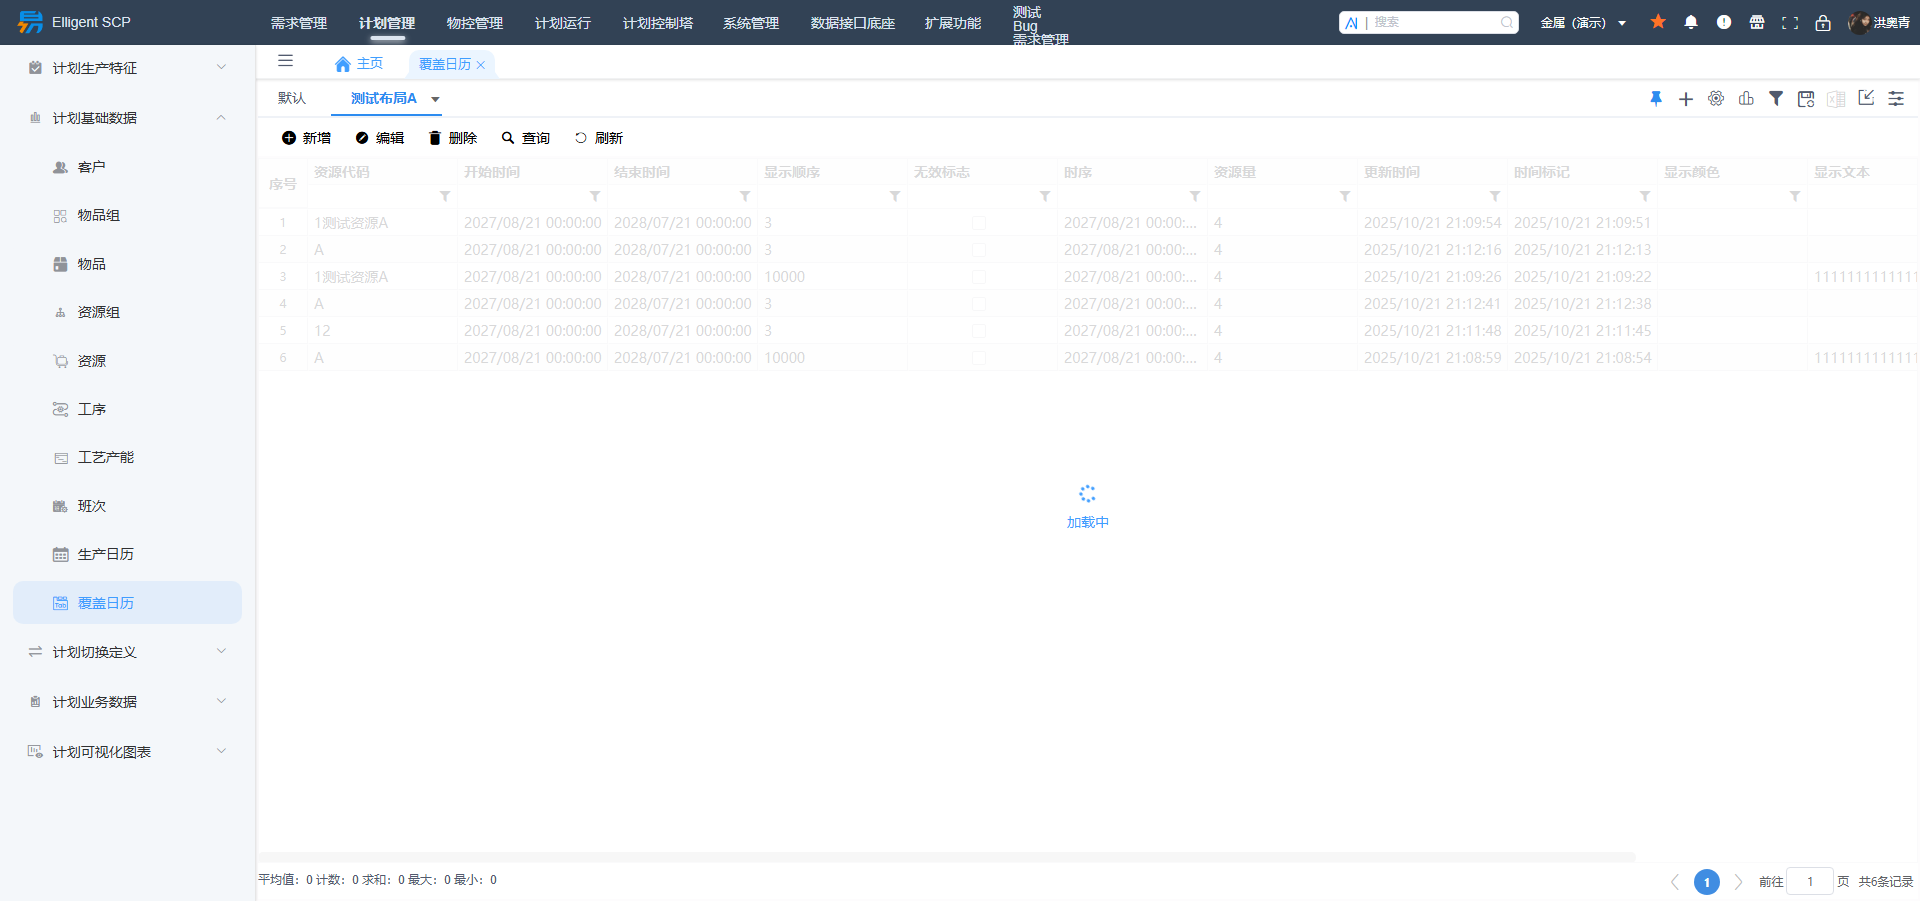 Elligent SCP
需求管理 计划管理 物控管理 计划运行 计划控制塔 系统管理 数据接口底座 扩展功能
测试
Bug
需求管理
AI | 搜索 金属（演示） 洪奥青
计划生产特征
计划基础数据
客户
物品组
物品
资源组
资源
工序
工艺产能
班次
生产日历
覆盖日历
计划切换定义
计划业务数据
计划可视化图表
主页 覆盖日历
默认 测试布局A
新增 编辑 删除 查询 刷新
序号 资源代码 开始时间 结束时间 显示顺序 无效标志 时序 资源量 更新时间 时间标记 显示颜色 显示文本
1 1测试资源A 2027/08/21 00:00:00 2028/07/21 00:00:00 3 2027/08/21 00:00:... 4 2025/10/21 21:09:54 2025/10/21 21:09:51
2 A 2027/08/21 00:00:00 2028/07/21 00:00:00 3 2027/08/21 00:00:... 4 2025/10/21 21:12:16 2025/10/21 21:12:13
3 1测试资源A 2027/08/21 00:00:00 2028/07/21 00:00:00 10000 2027/08/21 00:00:... 4 2025/10/21 21:09:26 2025/10/21 21:09:22 1111111111111
4 A 2027/08/21 00:00:00 2028/07/21 00:00:00 3 2027/08/21 00:00:... 4 2025/10/21 21:12:41 2025/10/21 21:12:38
5 12 2027/08/21 00:00:00 2028/07/21 00:00:00 3 2027/08/21 00:00:... 4 2025/10/21 21:11:48 2025/10/21 21:11:45
6 A 2027/08/21 00:00:00 2028/07/21 00:00:00 10000 2027/08/21 00:00:... 4 2025/10/21 21:08:59 2025/10/21 21:08:54 1111111111111
加载中
平均值：0 计数：0 求和：0 最大：0 最小：0
1 前往 1 页 共6条记录